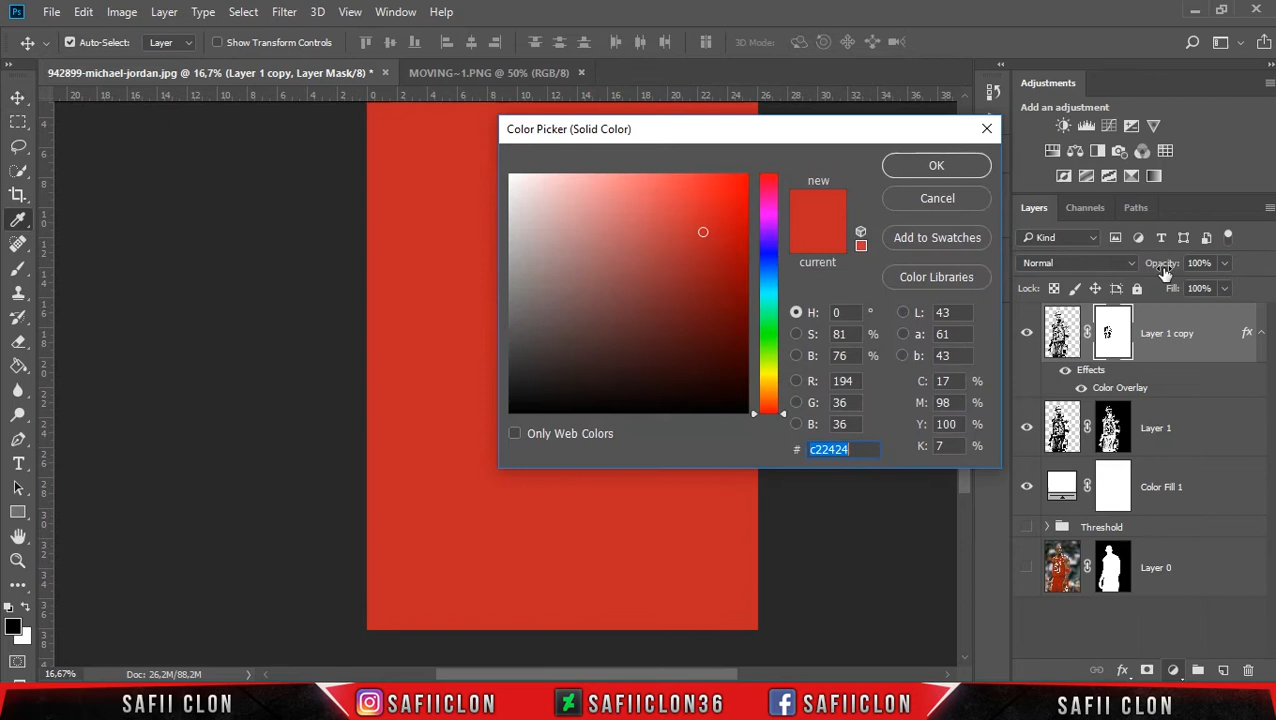 Ps File Edit Image Layer Type Select Filter 3D View Window Help
Auto-Select: Layer Show Transform Controls 3D Mode:
942899-michael-jordan.jpg @ 16,7% (Layer 1 copy, Layer Mask/8) * × MOVING~1.PNG @ 50% (RGB/8) ×
Color Picker (Solid Color)
OK
new
Cancel
Add to Swatches
current
Color Libraries
H: 0 ° L: 43
S: 81 % a: 61
B: 76 % b: 43
R: 194 C: 17 %
G: 36 M: 98 %
B: 36 Y: 100 %
# c22424 K: 7 %
Only Web Colors
Adjustments
Add an adjustment
Layers Channels Paths
Kind
Normal Opacity: 100%
Lock: Fill: 100%
Layer 1 copy fx
Effects
Color Overlay
Layer 1
Color Fill 1
Threshold
Layer 0
16,67% Doc: 26,2M/88,2M
SAFII CLON SAFIICLON SAFIICLON36 SAFIICLON SAFII CLON